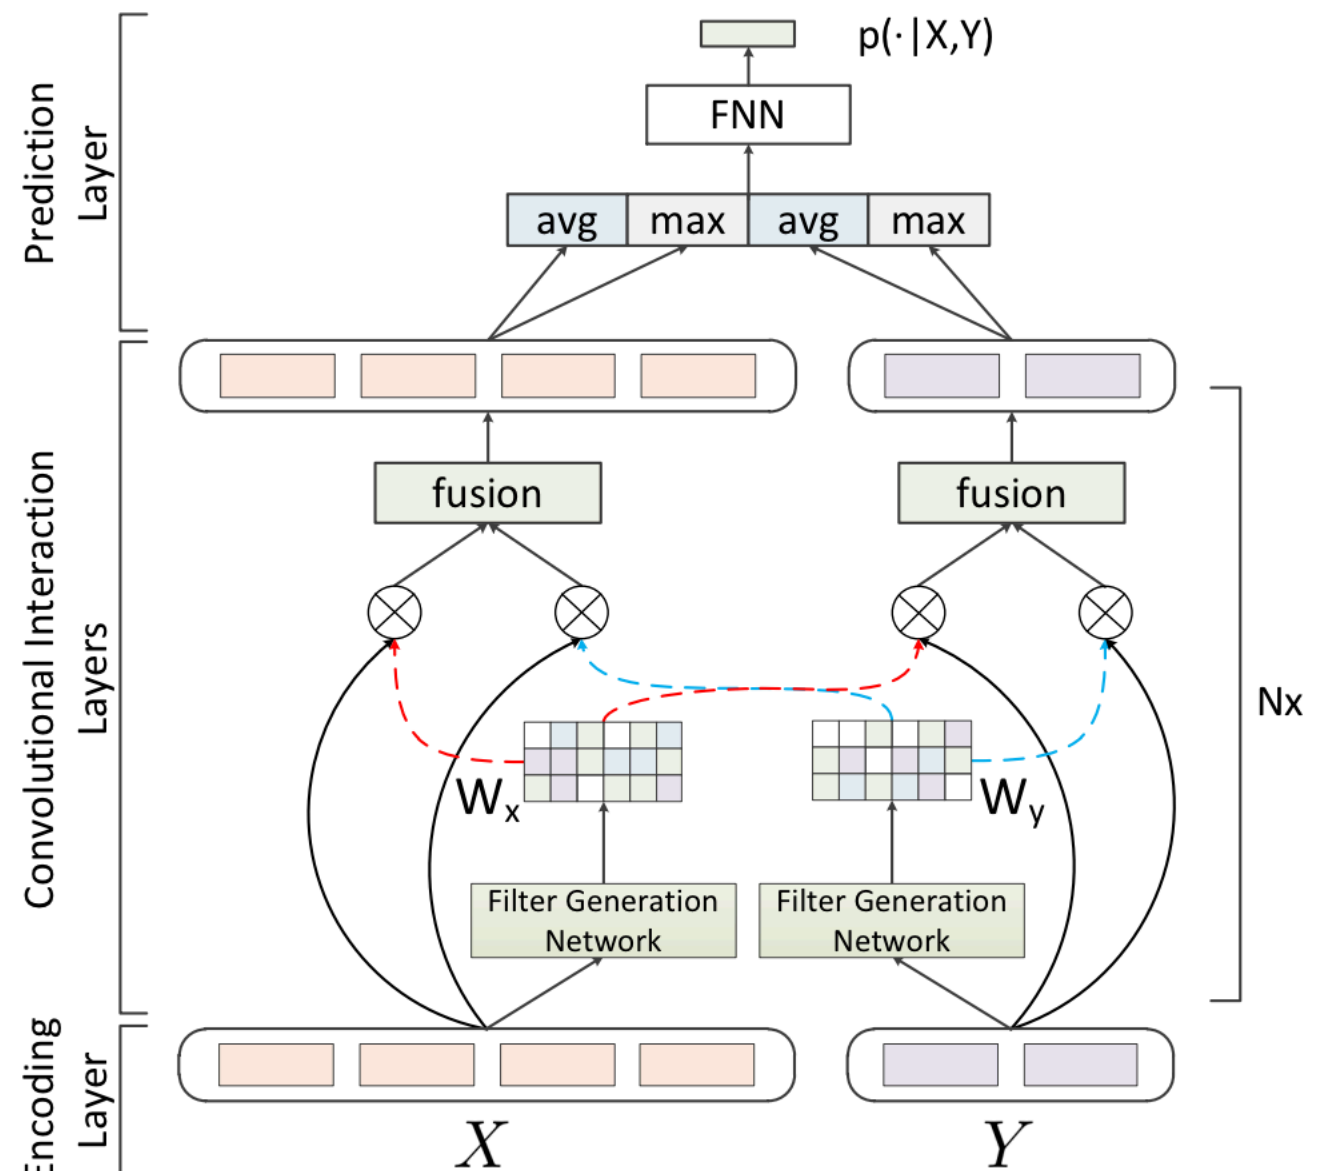 p(·|X,Y)
FNN
avg max avg max
Prediction
Layer
fusion fusion
Convolutional Interaction
Layers
Nx
Wx Wy
Filter Generation
Network
Filter Generation
Network
Encoding
Layer
X Y